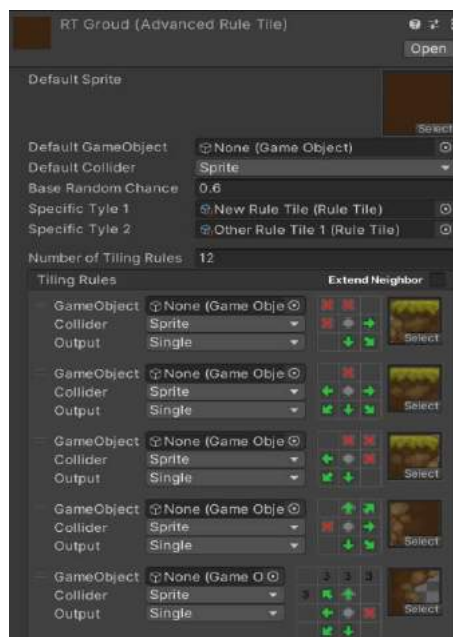 RT Groud (Advanced Rule Tile)
Open
Default Sprite
Select
Default GameObject None (Game Object)
Default Collider Sprite
Base Random Chance 0.6
Specific Tyle 1 New Rule Tile (Rule Tile)
Specific Tyle 2 Other Rule Tile 1 (Rule Tile)
Number of Tiling Rules 12
Tiling Rules Extend Neighbor
GameObject None (Game Obje
Collider Sprite
Output Single
Select
GameObject None (Game Obje
Collider Sprite
Output Single
Select
GameObject None (Game Obje
Collider Sprite
Output Single
Select
GameObject None (Game Obje
Collider Sprite
Output Single
Select
GameObject None (Game O 3 3 3
Collider Sprite 3
Output Single
Select